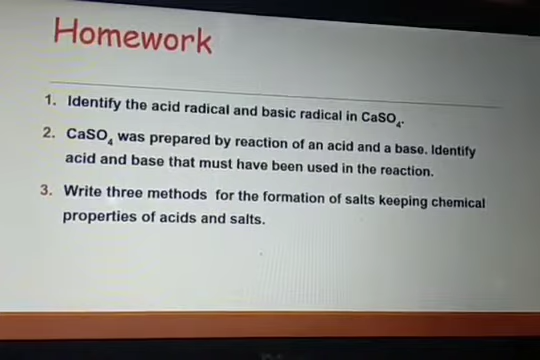 Homework
1. Identify the acid radical and basic radical in CaSO₄.
2. CaSO₄ was prepared by reaction of an acid and a base. Identify
acid and base that must have been used in the reaction.
3. Write three methods for the formation of salts keeping chemical
properties of acids and salts.